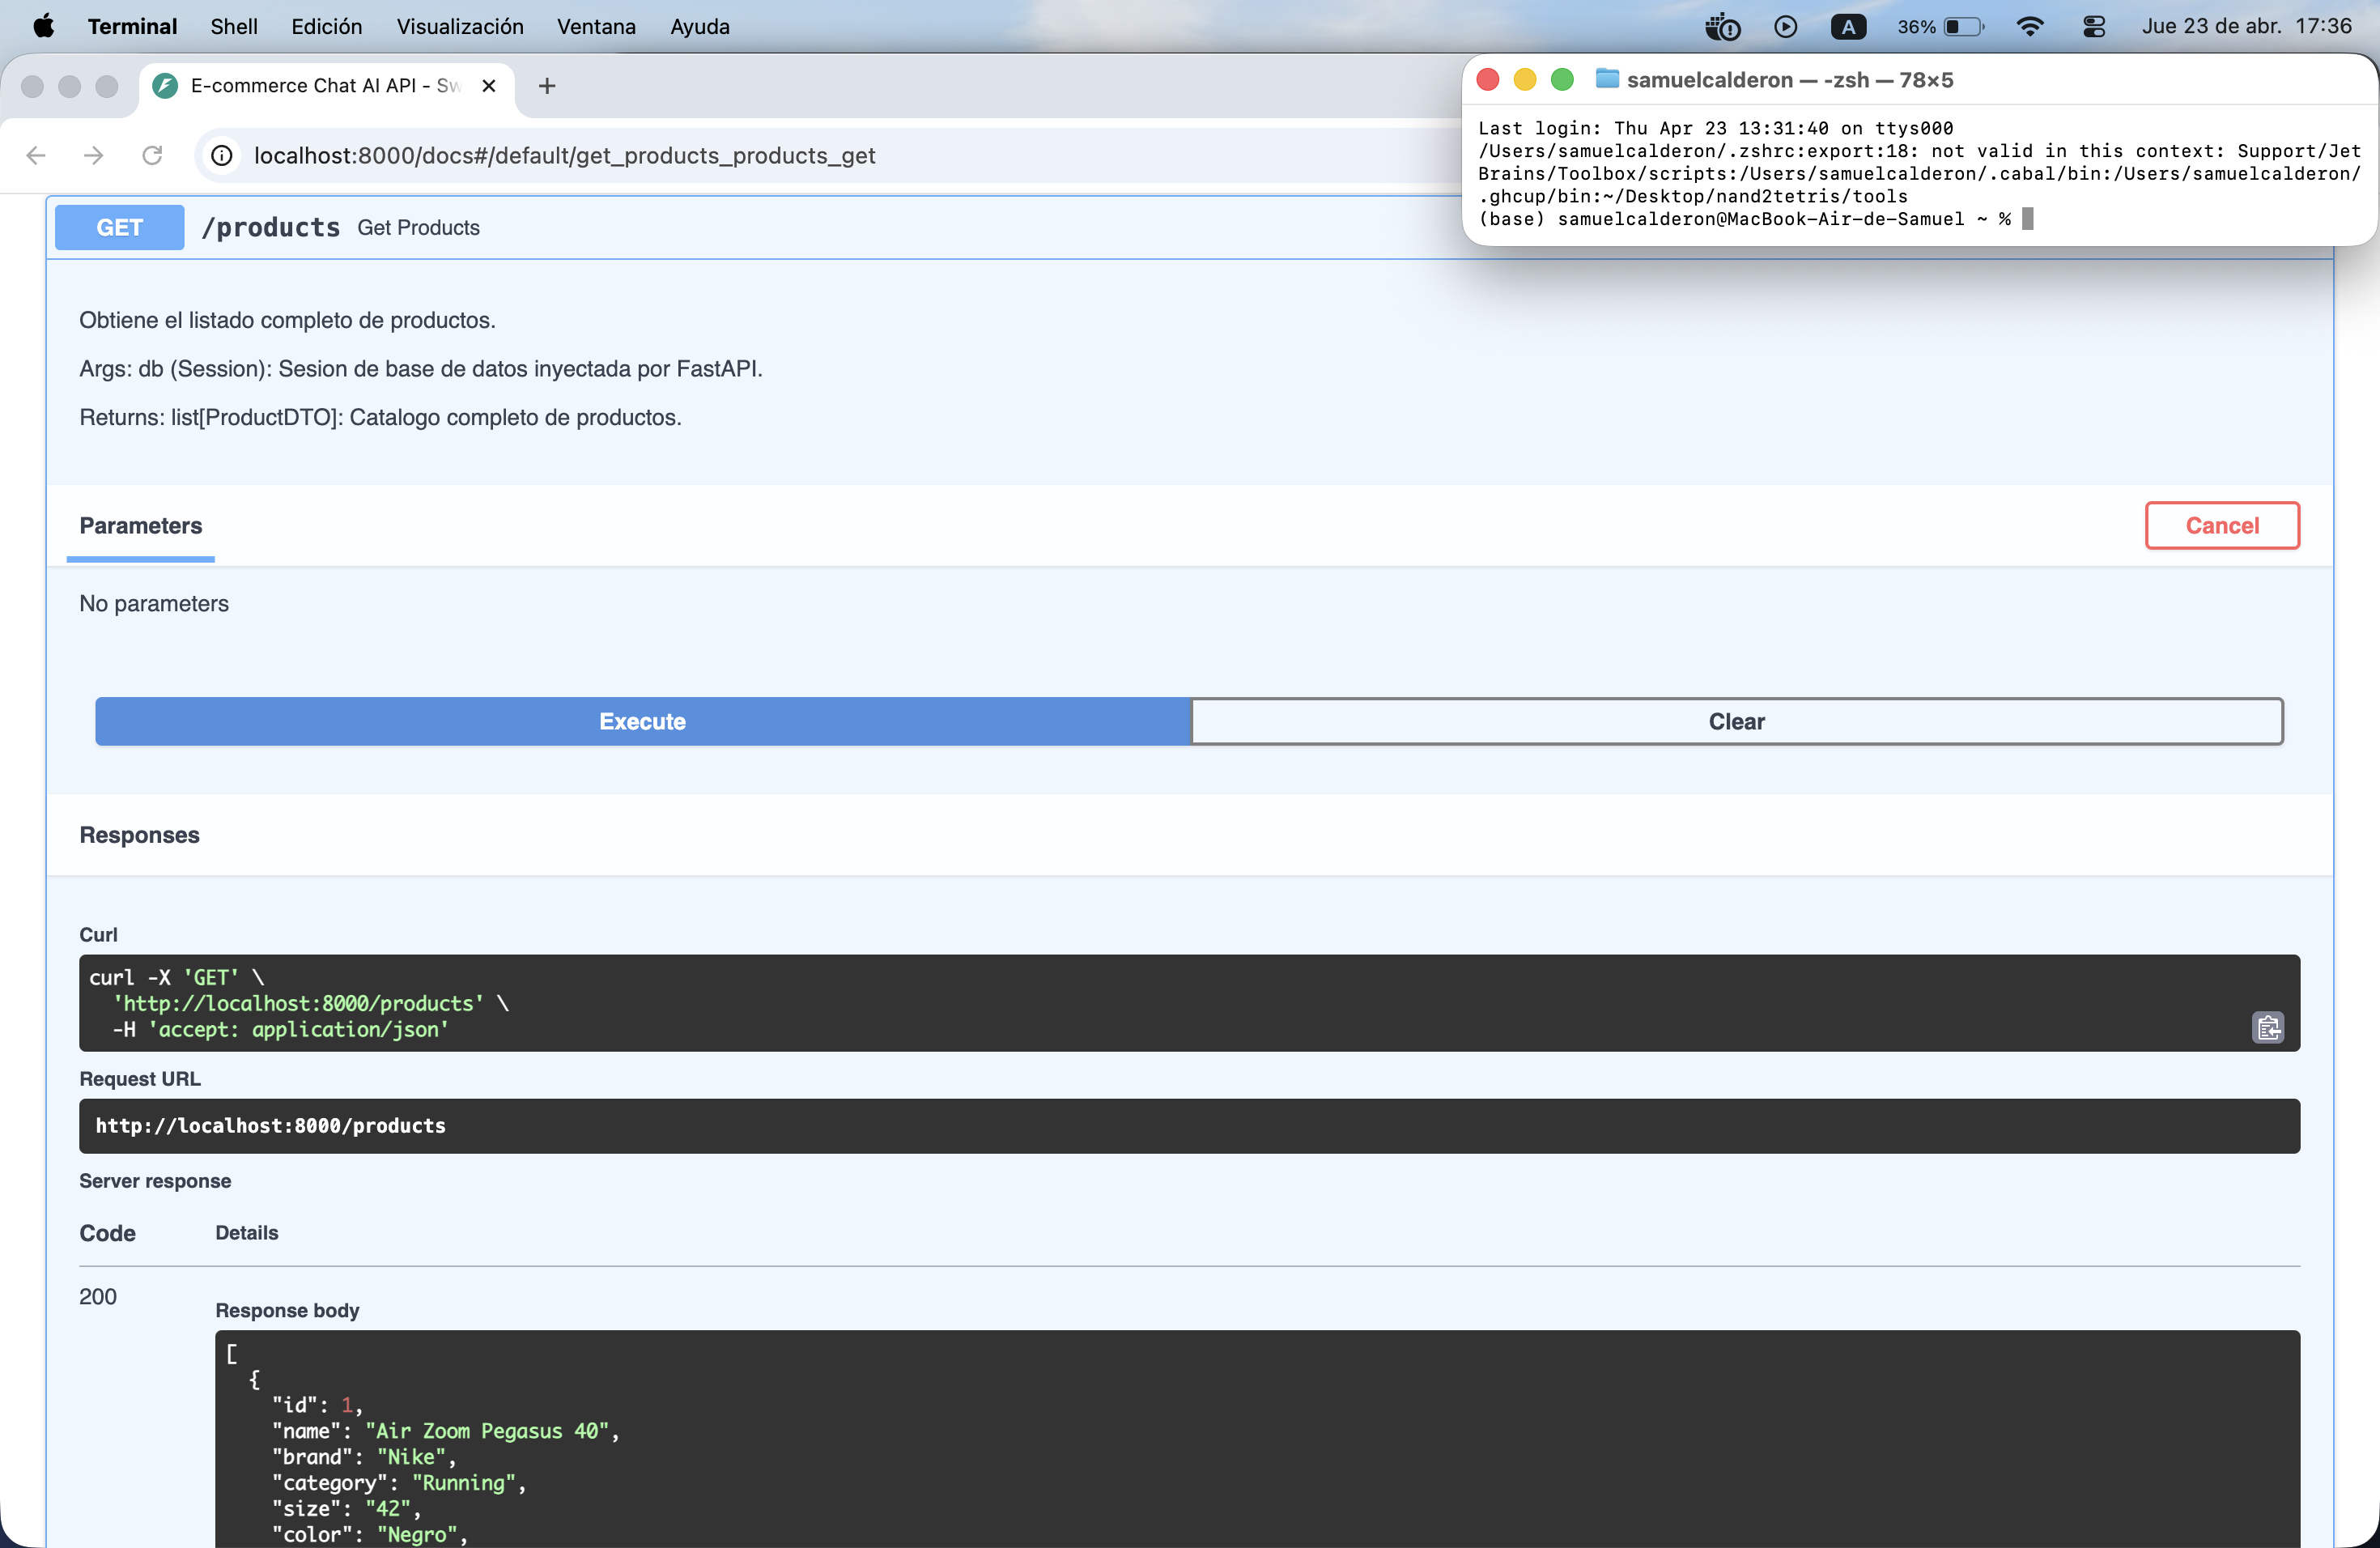 Terminal Shell Edición Visualización Ventana Ayuda A 36% Jue 23 de abr. 17:36
E-commerce Chat AI API - Sw
localhost:8000/docs#/default/get_products_products_get
samuelcalderon — -zsh — 78×5
Last login: Thu Apr 23 13:31:40 on ttys000
/Users/samuelcalderon/.zshrc:export:18: not valid in this context: Support/Jet
Brains/Toolbox/scripts:/Users/samuelcalderon/.cabal/bin:/Users/samuelcalderon/
.ghcup/bin:~/Desktop/nand2tetris/tools
(base) samuelcalderon@MacBook-Air-de-Samuel ~ %
GET /products Get Products
Obtiene el listado completo de productos.
Args: db (Session): Sesion de base de datos inyectada por FastAPI.
Returns: list[ProductDTO]: Catalogo completo de productos.
Parameters Cancel
No parameters
Execute Clear
Responses
Curl
curl -X 'GET' \
'http://localhost:8000/products' \
-H 'accept: application/json'
Request URL
http://localhost:8000/products
Server response
Code Details
200
Response body
[
{
"id": 1,
"name": "Air Zoom Pegasus 40",
"brand": "Nike",
"category": "Running",
"size": "42",
"color": "Negro",